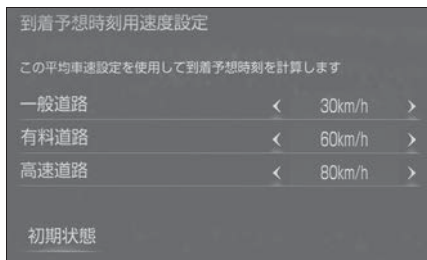 到着予想時刻用速度設定
この平均車速設定を使用して到着予想時刻を計算します
一般道路 < 30km/h >
有料道路 < 60km/h >
高速道路 < 80km/h >
初期状態